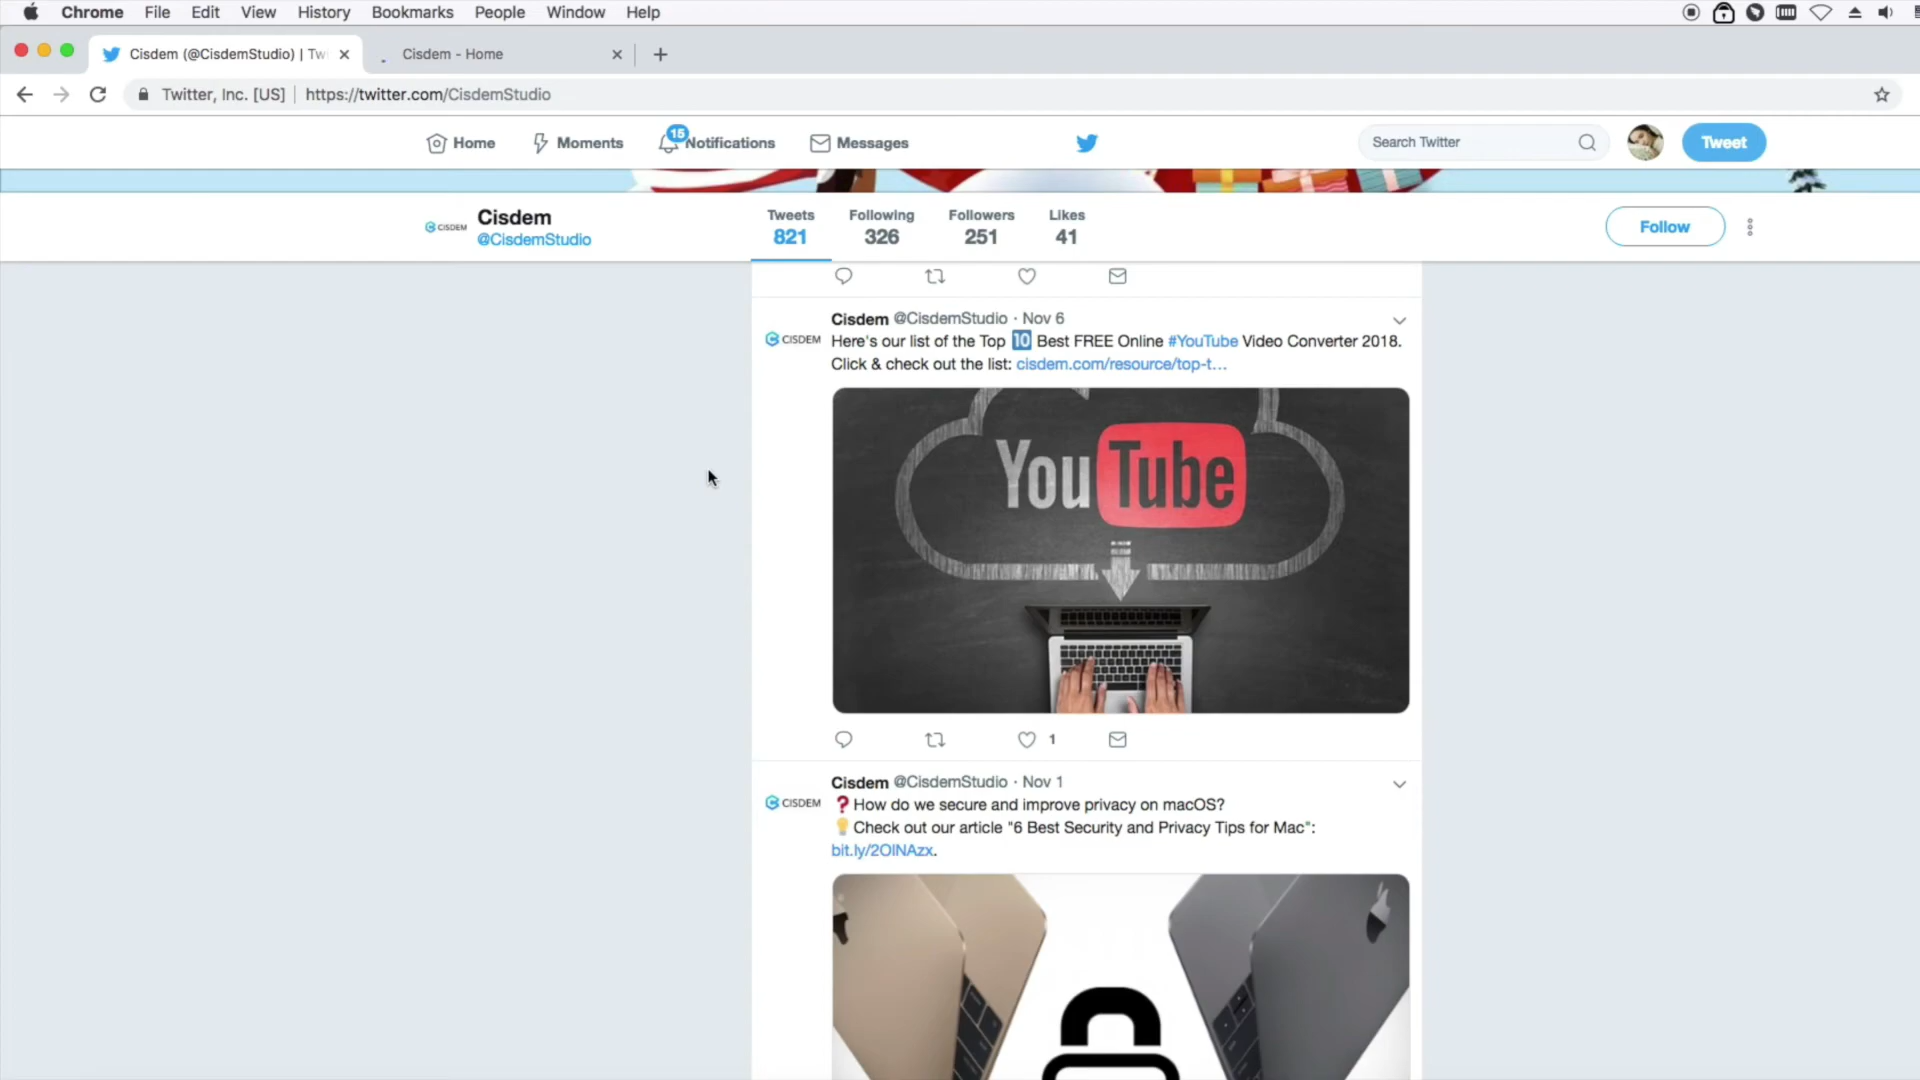 Chrome File Edit View History Bookmarks People Window Help
Cisdem (@CisdemStudio) | Tw
Cisdem - Home
Twitter, Inc. [US] | https://twitter.com/CisdemStudio
Home Moments 15 Notifications Messages Search Twitter Tweet
CISDEM
Cisdem
@CisdemStudio
Tweets
821
Following
326
Followers
251
Likes
41
Follow
CISDEM
Cisdem @CisdemStudio · Nov 6
Here's our list of the Top 🔟 Best FREE Online #YouTube Video Converter 2018.
Click & check out the list: cisdem.com/resource/top-t...
YouTube
1
CISDEM
Cisdem @CisdemStudio · Nov 1
❓How do we secure and improve privacy on macOS?
💡Check out our article "6 Best Security and Privacy Tips for Mac":
bit.ly/2OlNAzx.